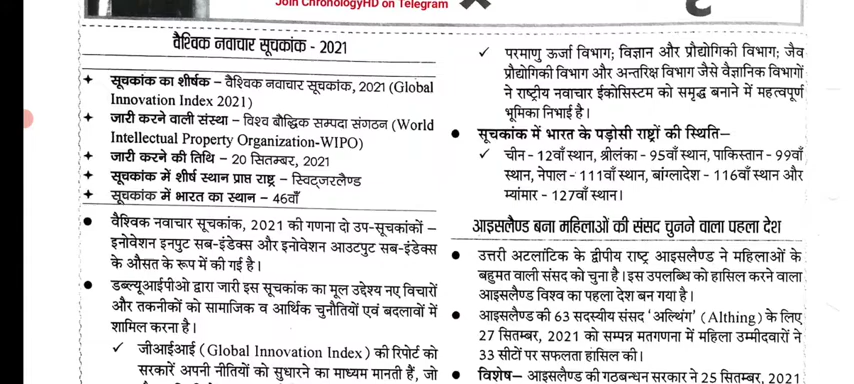 Join ChronologyHD on Telegram
वैश्विक नवाचार सूचकांक - 2021
+ सूचकांक का शीर्षक – वैश्विक नवाचार सूचकांक, 2021 (Global
Innovation Index 2021)
+ जारी करने वाली संस्था – विश्व बौद्धिक सम्पदा संगठन (World
Intellectual Property Organization-WIPO)
+ जारी करने की तिथि – 20 सितम्बर, 2021
+ सूचकांक में शीर्ष स्थान प्राप्त राष्ट्र – स्विट्जरलैण्ड
+ सूचकांक में भारत का स्थान – 46वाँ
● वैश्विक नवाचार सूचकांक, 2021 की गणना दो उप-सूचकांकों –
इनोवेशन इनपुट सब-इंडेक्स और इनोवेशन आउटपुट सब-इंडेक्स
के औसत के रूप में की गई है।
● डब्ल्यूआईपीओ द्वारा जारी इस सूचकांक का मूल उद्देश्य नए विचारों
और तकनीकों को सामाजिक व आर्थिक चुनौतियों एवं बदलावों में
शामिल करना है।
✓ जीआईआई (Global Innovation Index) की रिपोर्ट को
सरकारें अपनी नीतियों को सुधारने का माध्यम मानती हैं, जो
✓ परमाणु ऊर्जा विभाग; विज्ञान और प्रौद्योगिकी विभाग; जैव
प्रौद्योगिकी विभाग और अन्तरिक्ष विभाग जैसे वैज्ञानिक विभागों
ने राष्ट्रीय नवाचार ईकोसिस्टम को समृद्ध बनाने में महत्वपूर्ण
भूमिका निभाई है।
● सूचकांक में भारत के पड़ोसी राष्ट्रों की स्थिति–
✓ चीन - 12वाँ स्थान, श्रीलंका - 95वाँ स्थान, पाकिस्तान - 99वाँ
स्थान, नेपाल - 111वाँ स्थान, बांग्लादेश - 116वाँ स्थान और
म्यांमार - 127वाँ स्थान।
आइसलैण्ड बना महिलाओं की संसद चुनने वाला पहला देश
● उत्तरी अटलांटिक के द्वीपीय राष्ट्र आइसलैण्ड ने महिलाओं के
बहुमत वाली संसद को चुना है। इस उपलब्धि को हासिल करने वाला
आइसलैण्ड विश्व का पहला देश बन गया है।
● आइसलैण्ड की 63 सदस्यीय संसद ‘अल्थिंग’ (Althing) के लिए
27 सितम्बर, 2021 को सम्पन्न मतगणना में महिला उम्मीदवारों ने
33 सीटों पर सफलता हासिल की।
● विशेष– आइसलैण्ड की गठबन्धन सरकार ने 25 सितम्बर, 2021